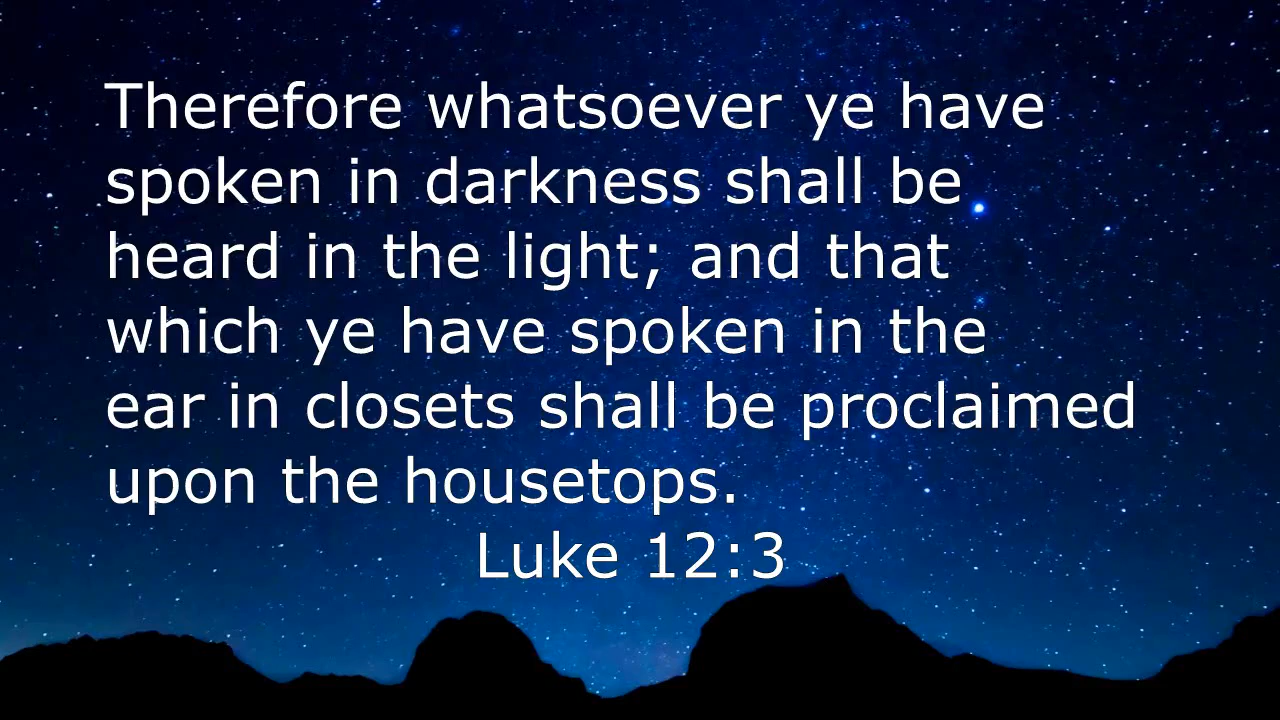 Therefore whatsoever ye have
spoken in darkness shall be
heard in the light; and that
which ye have spoken in the
ear in closets shall be proclaimed
upon the housetops.
Luke 12:3